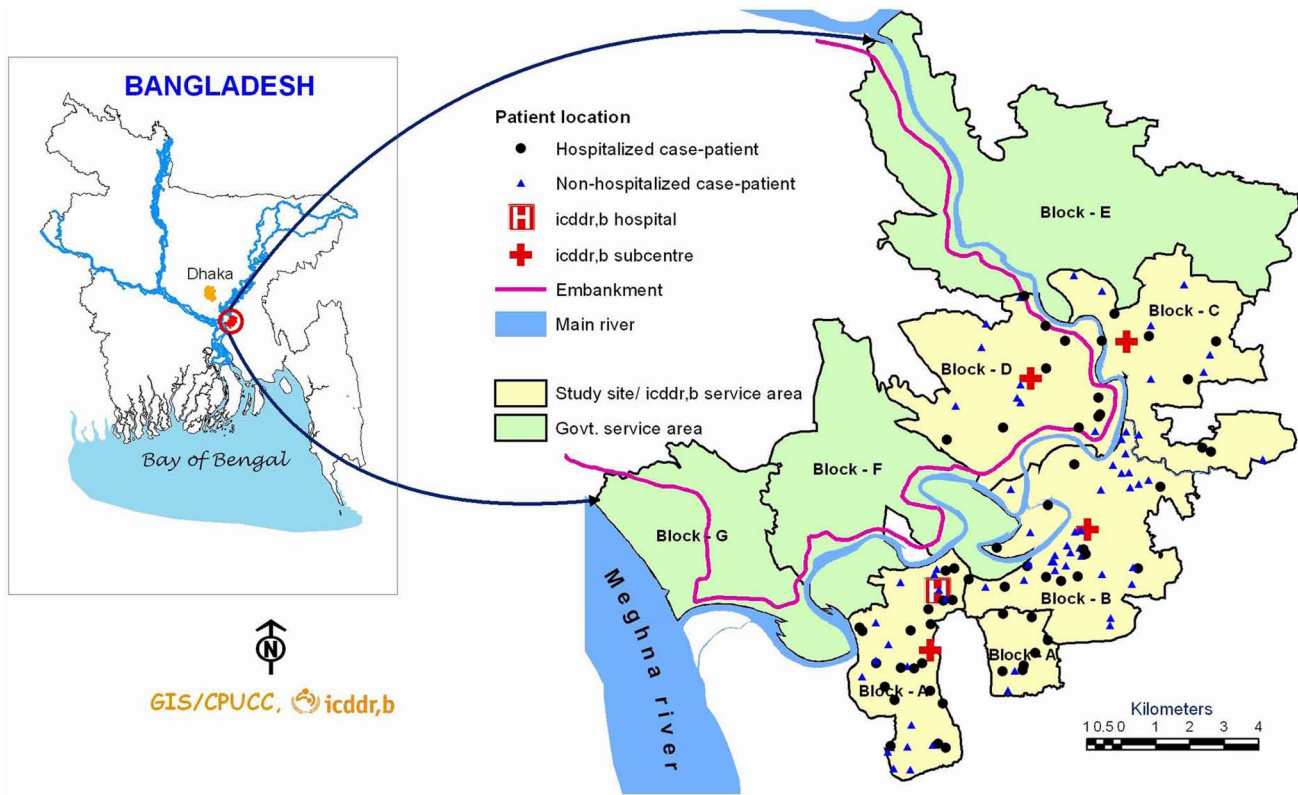 BANGLADESH
Dhaka
Bay of Bengal
N
GIS/CPUCC, icddr,b
Patient location
Hospitalized case-patient
Non-hospitalized case-patient
H
icddr,b hospital
icddr,b subcentre
Embankment
Main river
Study site/ icddr,b service area
Govt. service area
Block - E
Block - C
Block - D
Block - F
Block - G
H
Block - B
Block - A
Block - A
Meghna river
Kilometers
1 0.5 0 1 2 3 4